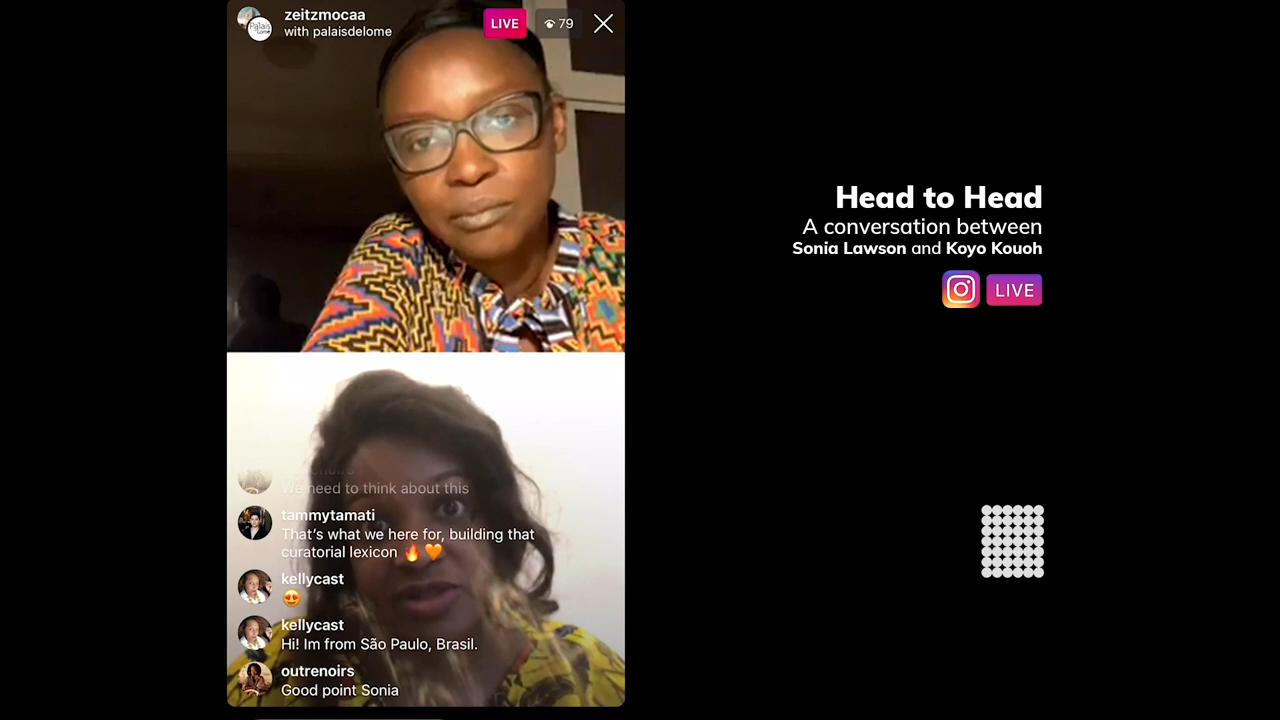 zeitzmocaa
with palaisdelome
LIVE
79
Head to Head
A conversation between
Sonia Lawson and Koyo Kouoh
LIVE
We need to think about this
tammytamati
That's what we here for, building that
curatorial lexicon 🔥🧡
kellycast
😍
kellycast
Hi! Im from São Paulo, Brasil.
outrenoirs
Good point Sonia